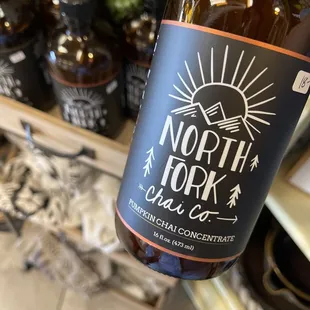 NORTH
FORK
chai co.
PUMPKIN CHAI CONCENTRATE
16 fl oz. (473 ml)